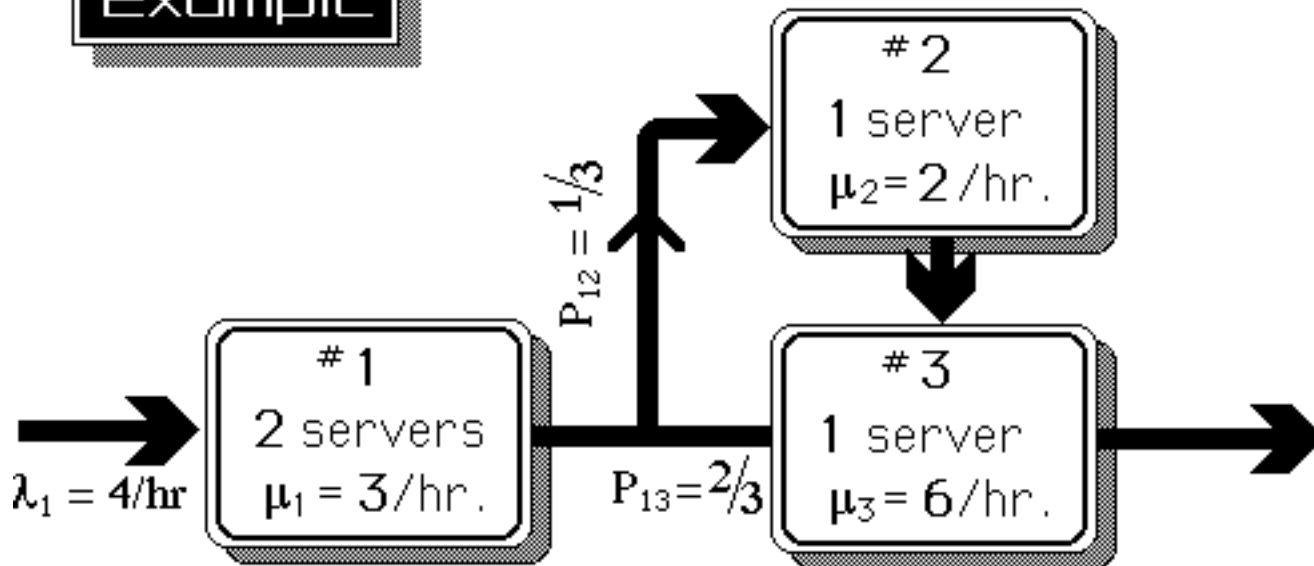 Example
#2
1 server
μ₂=2/hr.
P₁₂=1/3
#1
2 servers
μ₁=3/hr.
λ₁ = 4/hr
P₁₃=2/3
#3
1 server
μ₃=6/hr.